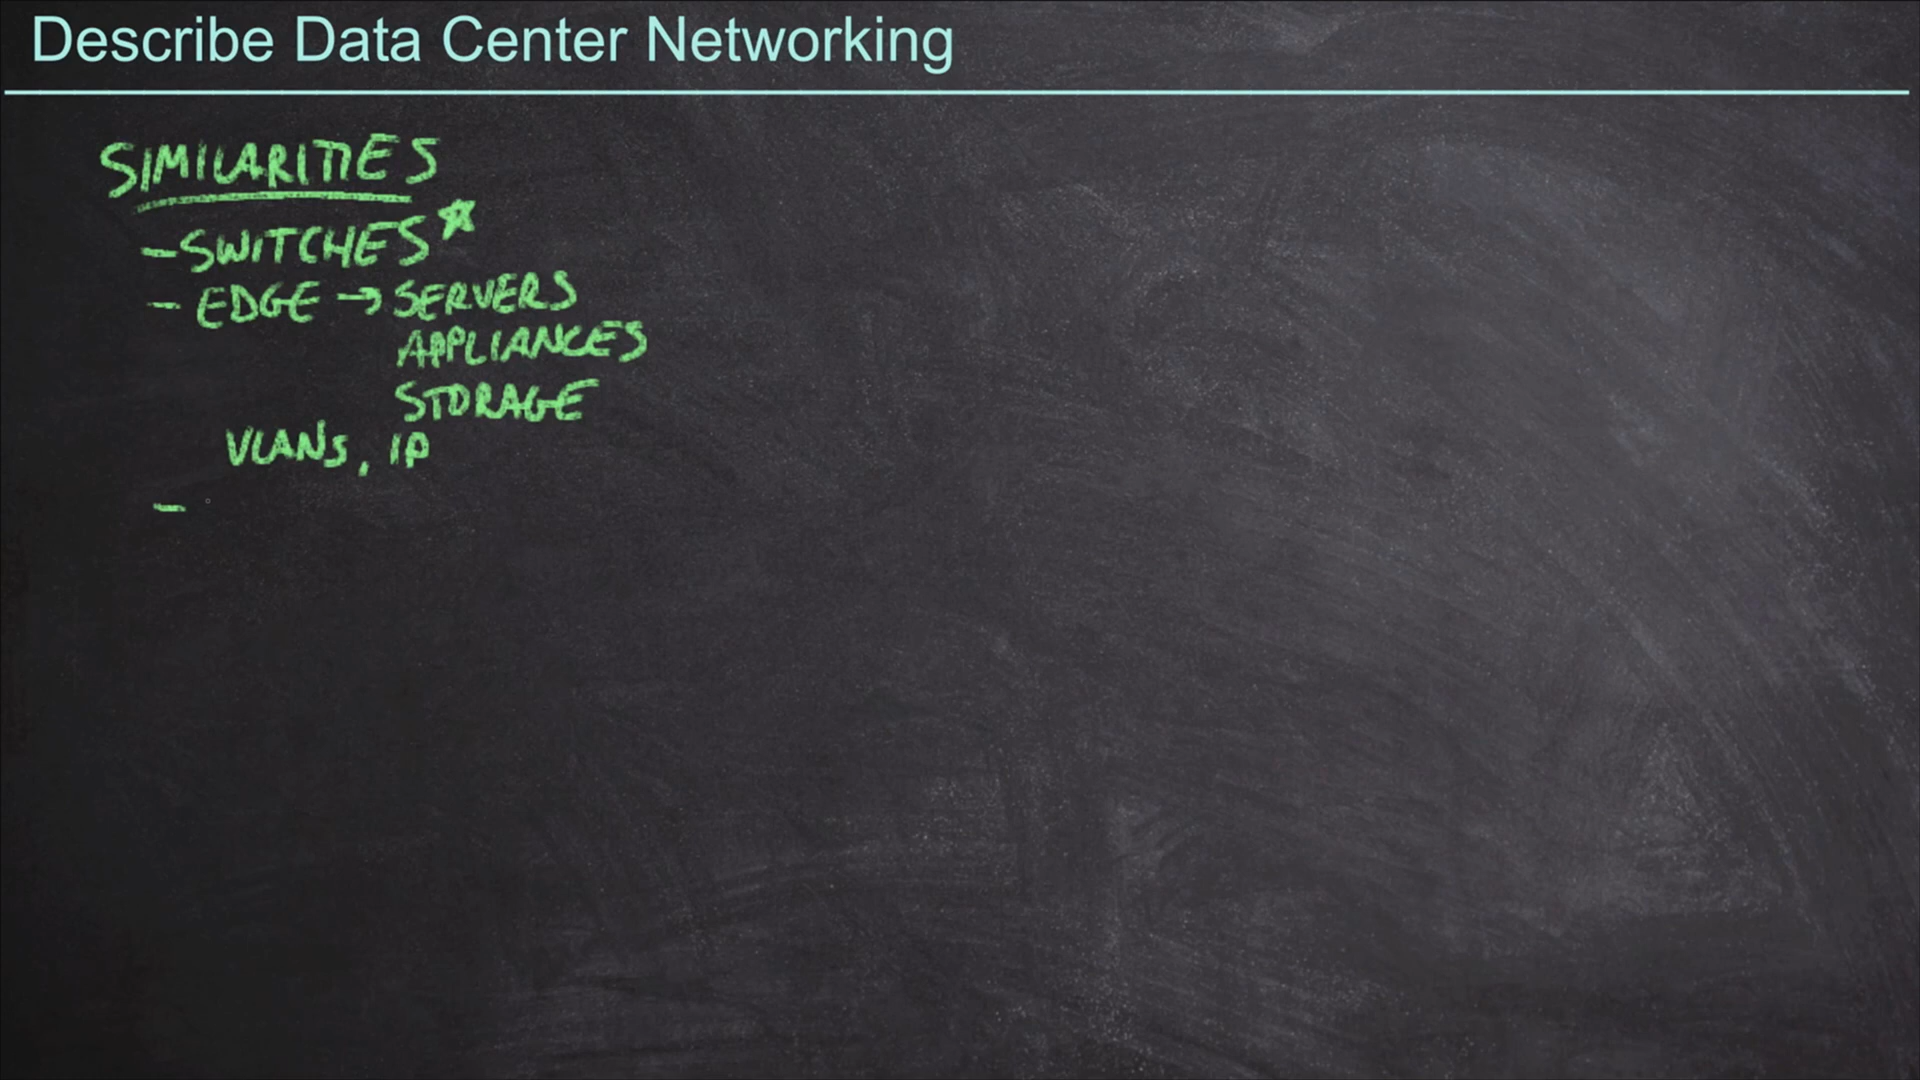 Describe Data Center Networking
SIMILARITIES
- SWITCHES☆
- EDGE → SERVERS
APPLIANCES
STORAGE
VLANS, IP
-